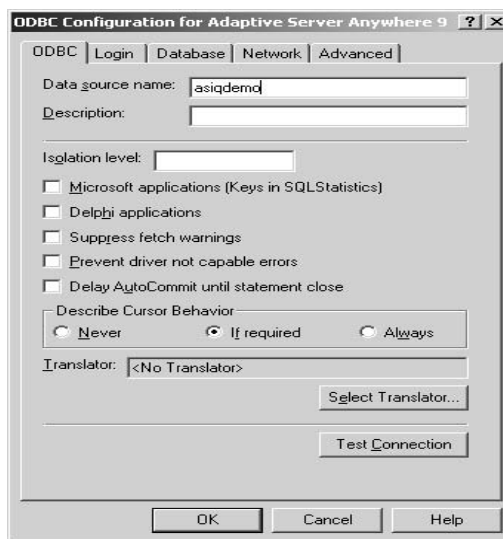 ODBC Configuration for Adaptive Server Anywhere 9 ? X
ODBC Login Database Network Advanced
Data source name: asiqdemo
Description:
Isolation level:
Microsoft applications (Keys in SQLStatistics)
Delphi applications
Suppress fetch warnings
Prevent driver not capable errors
Delay AutoCommit until statement close
Describe Cursor Behavior
Never If required Always
Translator: <No Translator>
Select Translator...
Test Connection
OK Cancel Help